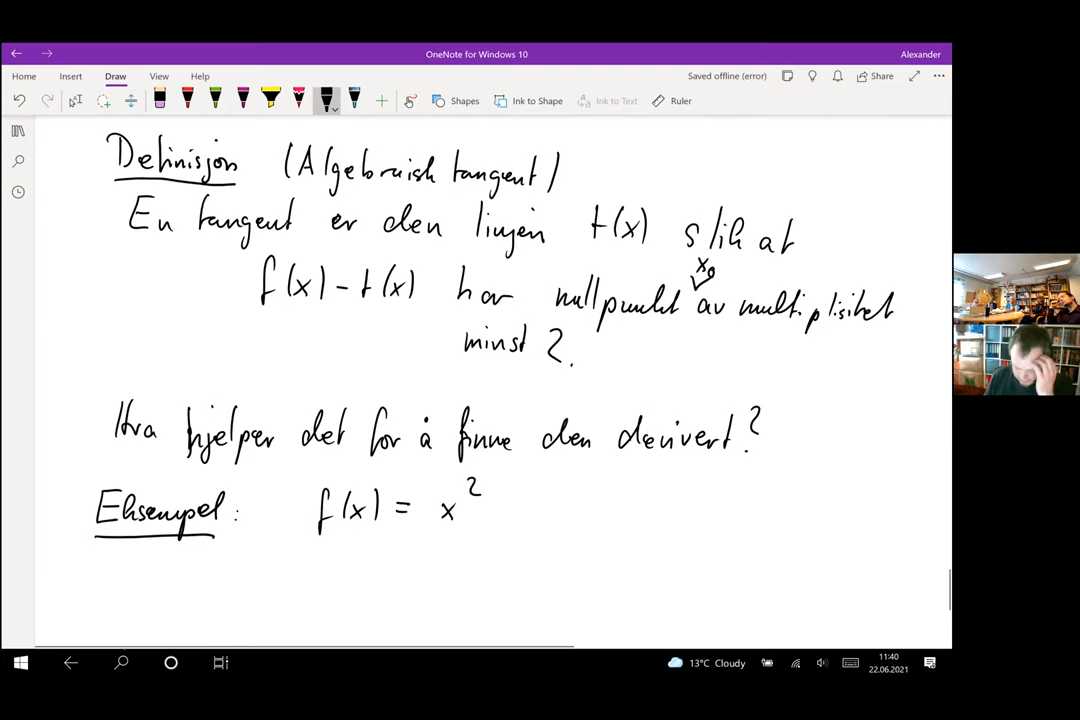 OneNote for Windows 10
Alexander
Home Insert Draw View Help
Saved offline (error) Share
Shapes Ink to Shape Ink to Text Ruler
Definisjon (Algebraisk tangent)
En tangent er den linjen t(x) slik at
x₀
f(x) - t(x) har nullpunkt av multiplisitet
minst 2.
Hva hjelper det for å finne den derivert?
Eksempel: f(x) = x²
13°C Cloudy
11:40
22.06.2021